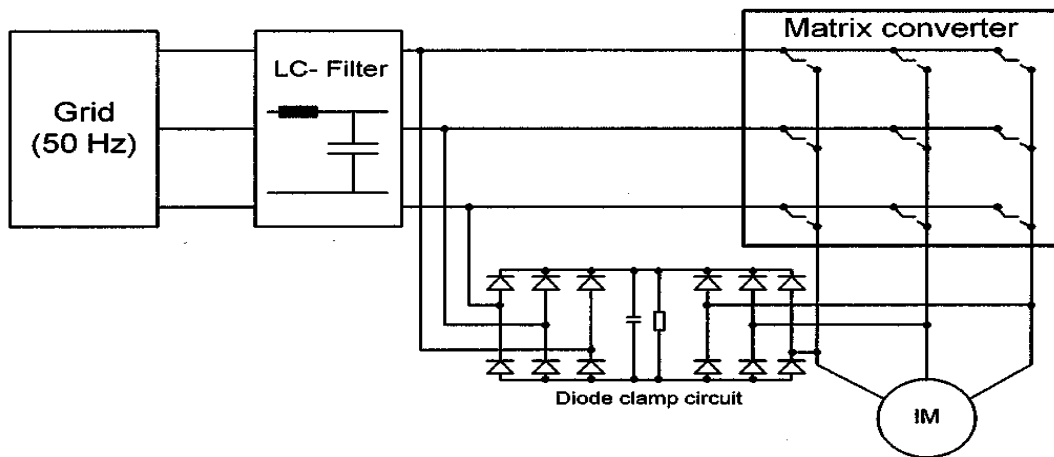 Matrix converter
LC- Filter
Grid
(50 Hz)
Diode clamp circuit
IM